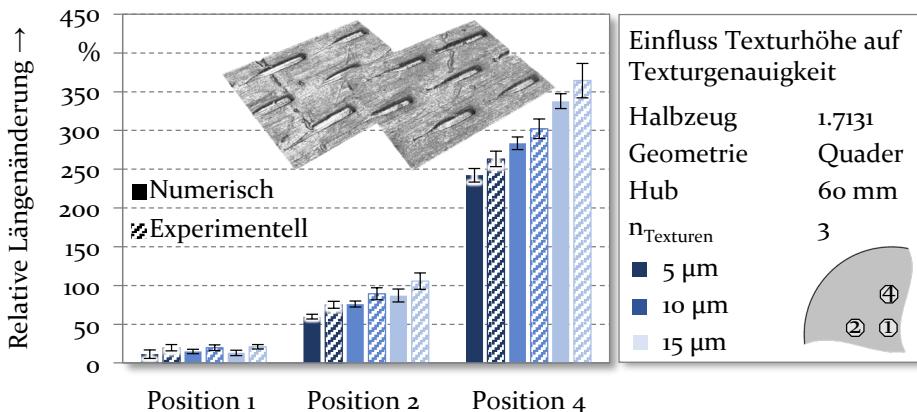 Relative Längenänderung →
450
%
350
300
250
200
150
100
50
0
Numerisch
Experimentell
Position 1
Position 2
Position 4
Einfluss Texturhöhe auf
Texturgenauigkeit
Halbzeug 1.7131
Geometrie Quader
Hub 60 mm
nTexturen 3
5 µm
10 µm
15 µm
4
2 1